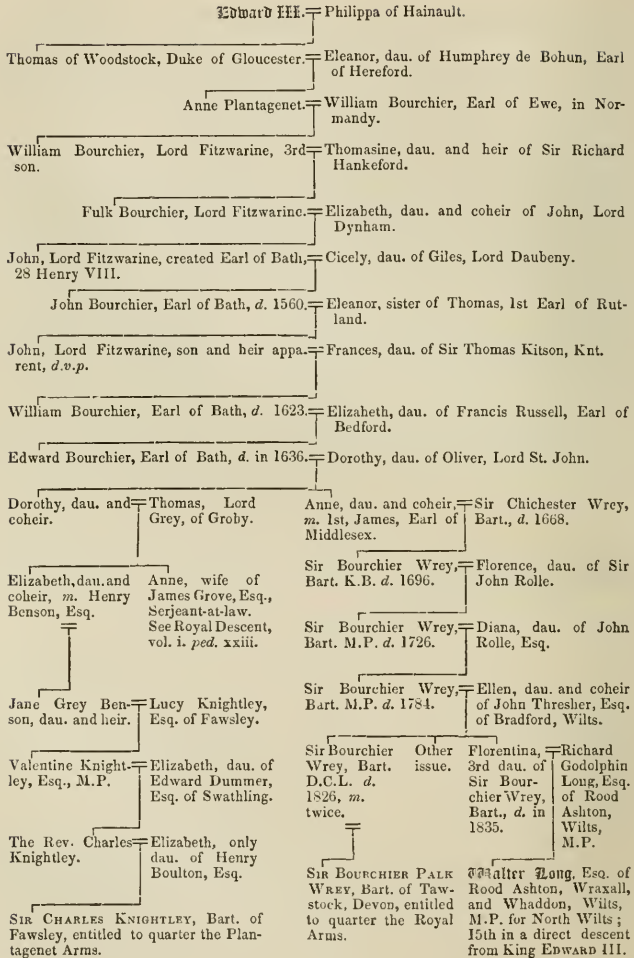 Edward III. Philippa of Hainault.
Thomas of Woodstock, Duke of Gloucester. Eleanor, dau. of Humphrey de Bohun, Earl
of Hereford.
Anne Plantagenet. William Bourchier, Earl of Ewe, in Nor-
mandy.
William Bourchier, Lord Fitzwarine, 3rd
son.
Thomasine, dau. and heir of Sir Richard
Hankeford.
Fulk Bourchier, Lord Fitzwarine. Elizabeth, dau. and coheir of John, Lord
Dynham.
John, Lord Fitzwarine, created Earl of Bath,
28 Henry VIII.
Cicely, dau. of Giles, Lord Daubeny.
John Bourchier, Earl of Bath, d. 1560. Eleanor, sister of Thomas, 1st Earl of Rut-
land.
John, Lord Fitzwarine, son and heir appa-
rent, d.v.p.
Frances, dau. of Sir Thomas Kitson, Knt.
William Bourchier, Earl of Bath, d. 1623. Elizabeth, dau. of Francis Russell, Earl of
Bedford.
Edward Bourchier, Earl of Bath, d. in 1636. Dorothy, dau. of Oliver, Lord St. John.
Dorothy, dau. and
coheir.
Thomas, Lord
Grey, of Groby.
Anne, dau. and coheir,
m. 1st, James, Earl of
Middlesex.
Sir Chichester Wrey,
Bart., d. 1668.
Elizabeth, dau. and
coheir, m. Henry
Benson, Esq.
Anne, wife of
James Grove, Esq.,
Serjeant-at-law.
See Royal Descent,
vol. i. ped. xxiii.
Sir Bourchier Wrey,
Bart. K.B. d. 1696.
Florence, dau. of Sir
John Rolle.
Sir Bourchier Wrey,
Bart. M.P. d. 1726.
Diana, dau. of John
Rolle, Esq.
Jane Grey Ben-
son, dau. and heir.
Lucy Knightley,
Esq. of Fawsley.
Sir Bourchier Wrey,
Bart. M.P. d. 1784.
Ellen, dau. and coheir
of John Thresher, Esq.
of Bradford, Wilts.
Valentine Knight-
ley, Esq., M.P.
Elizabeth, dau. of
Edward Dummer,
Esq. of Swathling.
Sir Bourchier
Wrey, Bart.
D.C.L. d.
1826, m.
twice.
Other
issue.
Florentina,
3rd dau. of
Sir Bour-
chier Wrey,
Bart., d. in
1835.
Richard
Godolphin
Long, Esq.
of Rood
Ashton,
Wilts,
M.P.
The Rev. Charles
Knightley.
Elizabeth, only
dau. of Henry
Boulton, Esq.
SIR CHARLES KNIGHTLEY, Bart. of
Fawsley, entitled to quarter the Plan-
tagenet Arms.
SIR BOURCHIER PALK
WREY, Bart. of Taw-
stock, Devon, entitled
to quarter the Royal
Arms.
Walter Long, Esq. of
Rood Ashton, Wraxall,
and Whaddon, Wilts,
M.P. for North Wilts;
15th in a direct descent
from King EDWARD III.